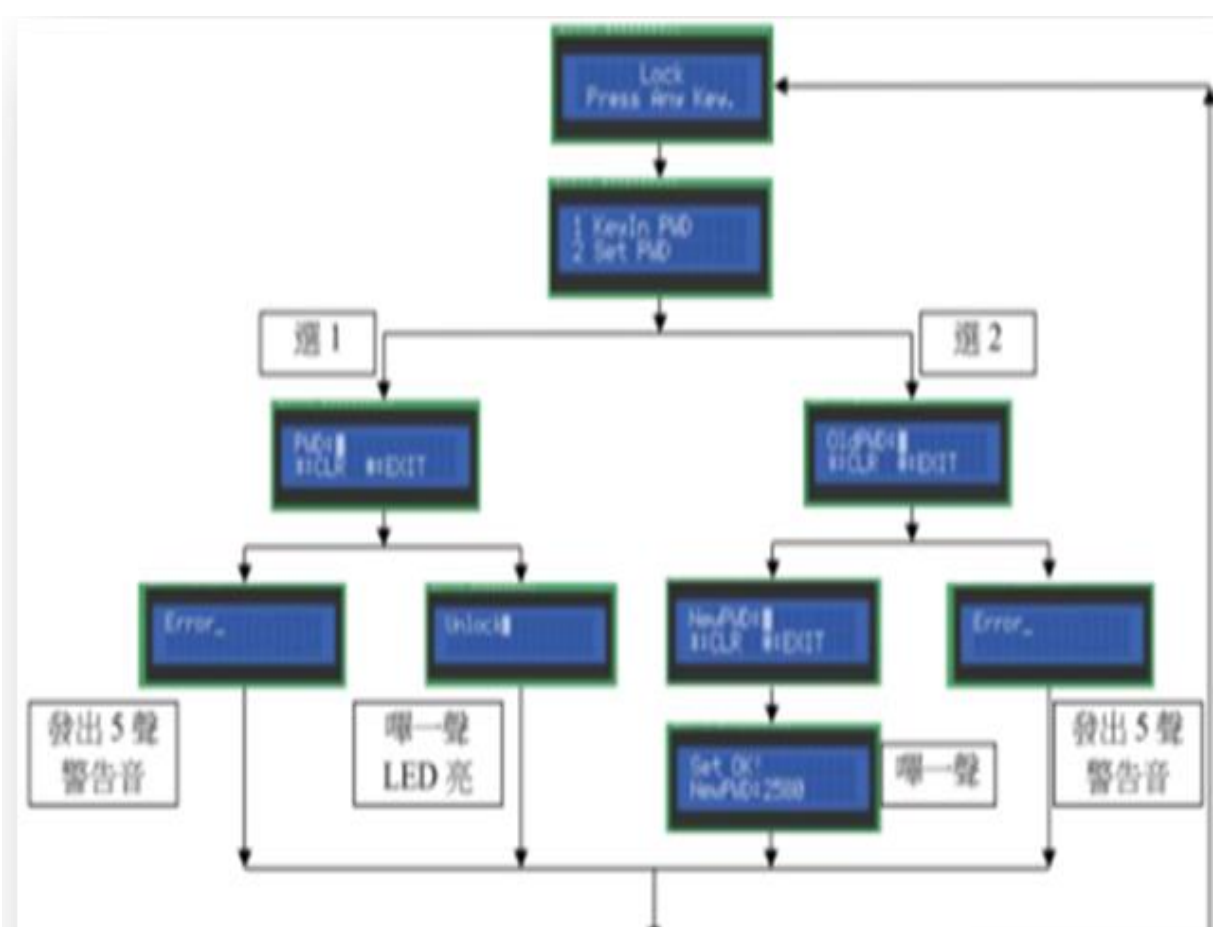 Lock
Press Any Key.
1 KeyIn PWD
2 Set PWD
選 1
選 2
PWD:
CLR EXIT
OldPWD:
CLR EXIT
Error_
Unlock
NewPWD:
CLR EXIT
Error_
發出 5 聲
警告音
嗶一聲
LED 亮
Set OK!
NewPWD:2580
嗶一聲
發出 5 聲
警告音